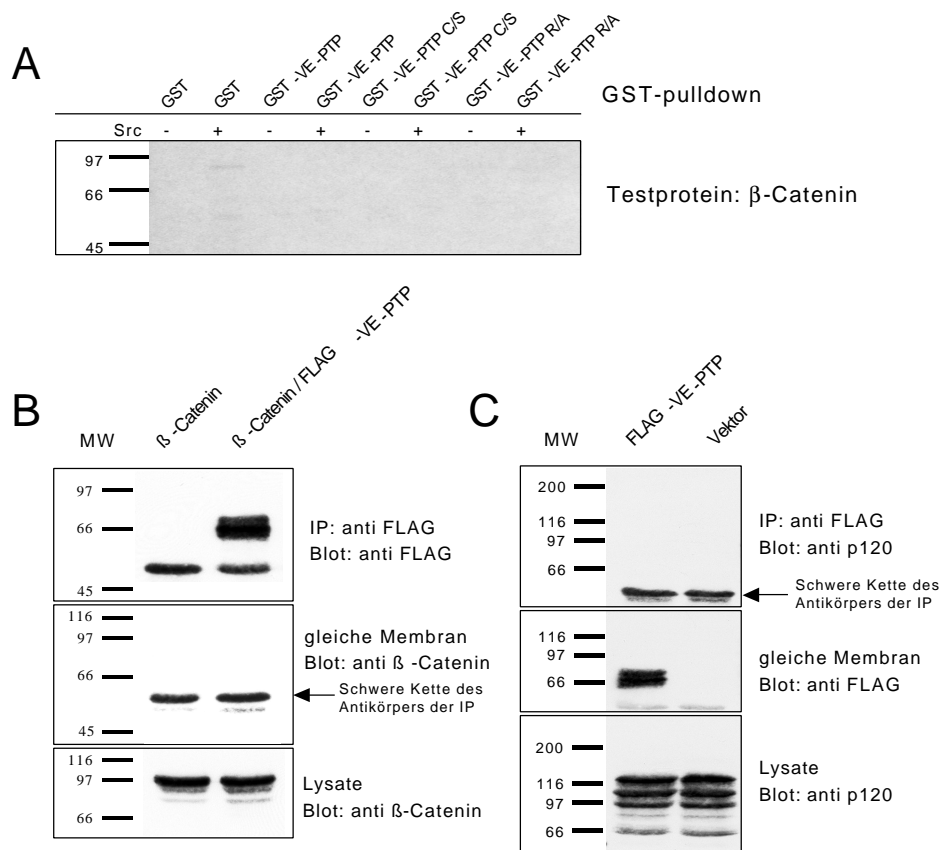 A
GST
GST
GST -VE -PTP
GST -VE -PTP
GST -VE -PTP C/S
GST -VE -PTP C/S
GST -VE -PTP R/A
GST -VE -PTP R/A
GST-pulldown
Src - + - + - + - +
97
66
45
Testprotein: β-Catenin
B
MW
ß -Catenin
ß -Catenin / FLAG -VE -PTP
97
66
45
IP: anti FLAG
Blot: anti FLAG
116
97
66
45
gleiche Membran
Blot: anti ß -Catenin
Schwere Kette des
Antikörpers der IP
116
97
66
Lysate
Blot: anti ß-Catenin
C
MW
FLAG -VE -PTP
Vektor
200
116
97
66
IP: anti FLAG
Blot: anti p120
Schwere Kette des
Antikörpers der IP
116
97
66
gleiche Membran
Blot: anti FLAG
200
116
97
66
Lysate
Blot: anti p120